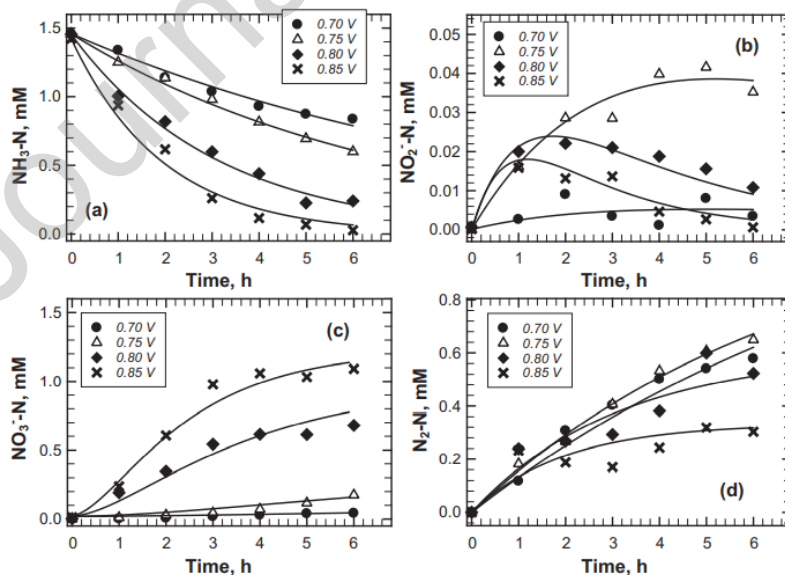 Journal
(a)
NH₃-N, mM
1.5
1.0
0.5
0.0
0 1 2 3 4 5 6
Time, h
0.70 V
0.75 V
0.80 V
0.85 V
(b)
NO₂⁻-N, mM
0.05
0.04
0.03
0.02
0.01
0.00
0 1 2 3 4 5 6
Time, h
0.70 V
0.75 V
0.80 V
0.85 V
(c)
NO₃⁻-N, mM
1.5
1.0
0.5
0.0
0 1 2 3 4 5 6
Time, h
0.70 V
0.75 V
0.80 V
0.85 V
(d)
N₂-N, mM
0.8
0.6
0.4
0.2
0.0
0 1 2 3 4 5 6
Time, h
0.70 V
0.75 V
0.80 V
0.85 V